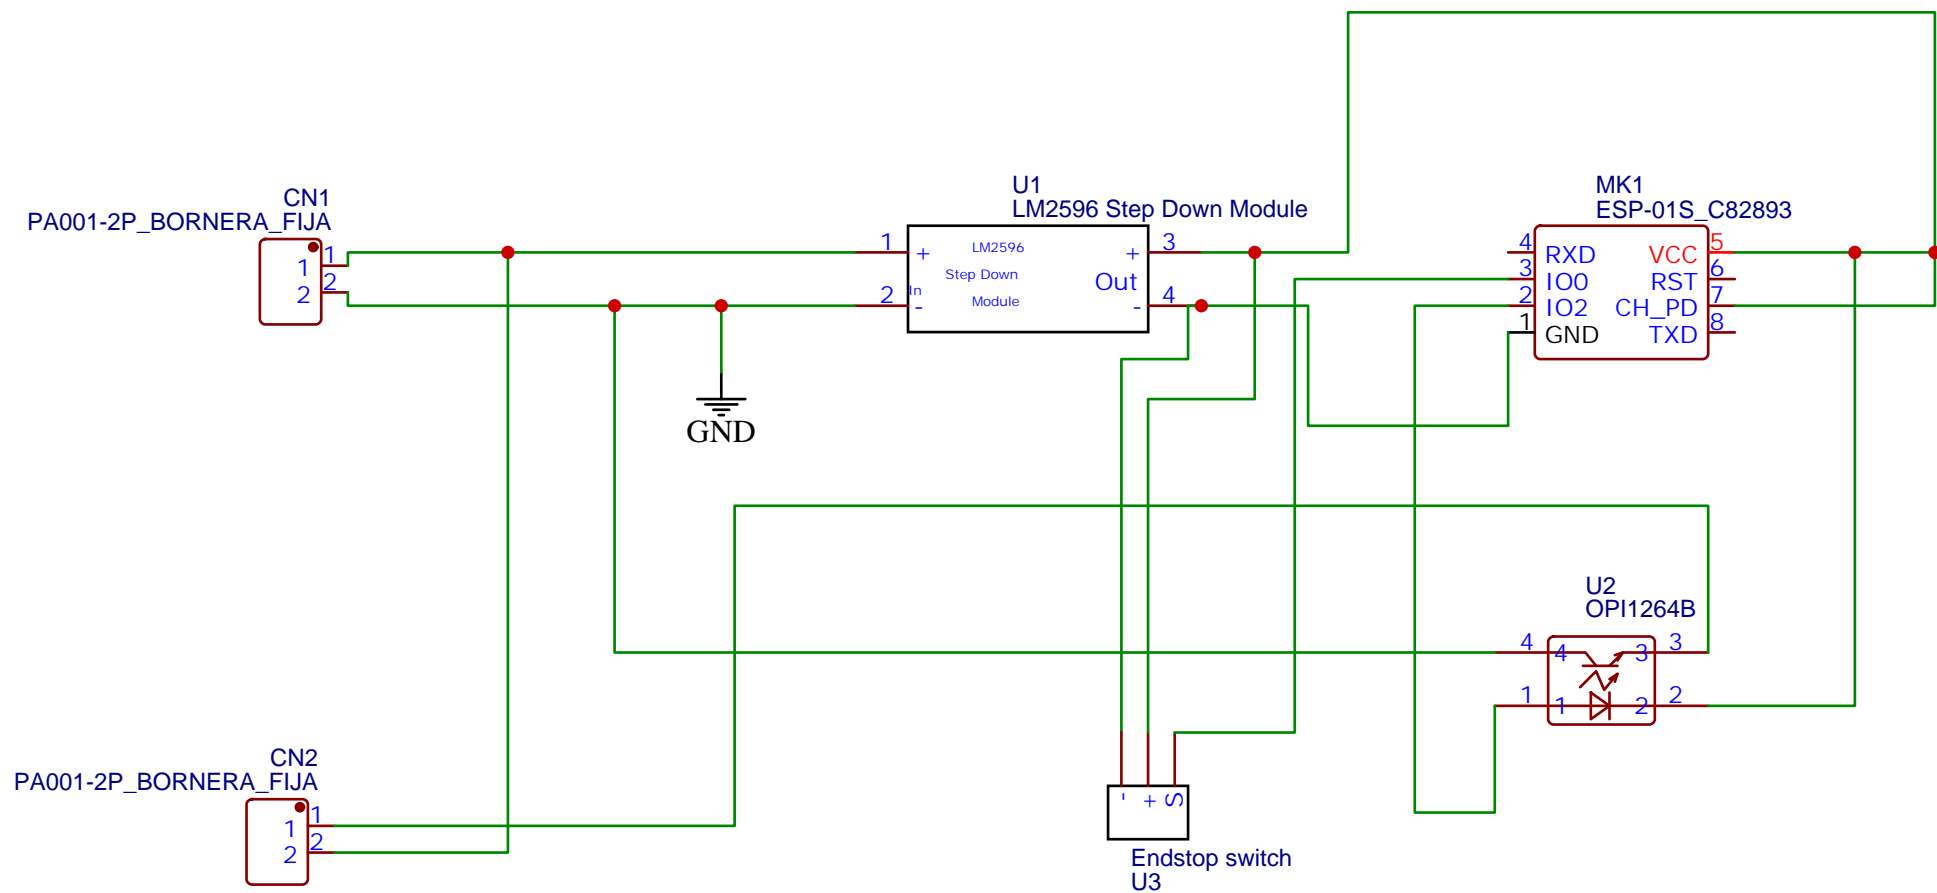 CN1
PA001-2P_BORNERA_FIJA
1
1
2
2
U1
LM2596 Step Down Module
1
+
LM2596
Step Down
Module
In
2
-
+
3
Out
-
4
MK1
ESP-01S_C82893
4
RXD
3
IO0
2
IO2
1
GND
VCC
5
RST
6
CH_PD
7
TXD
8
GND
U2
OPI1264B
4
4
3
3
1
1
2
2
CN2
PA001-2P_BORNERA_FIJA
1
1
2
2
-
+
S
Endstop switch
U3